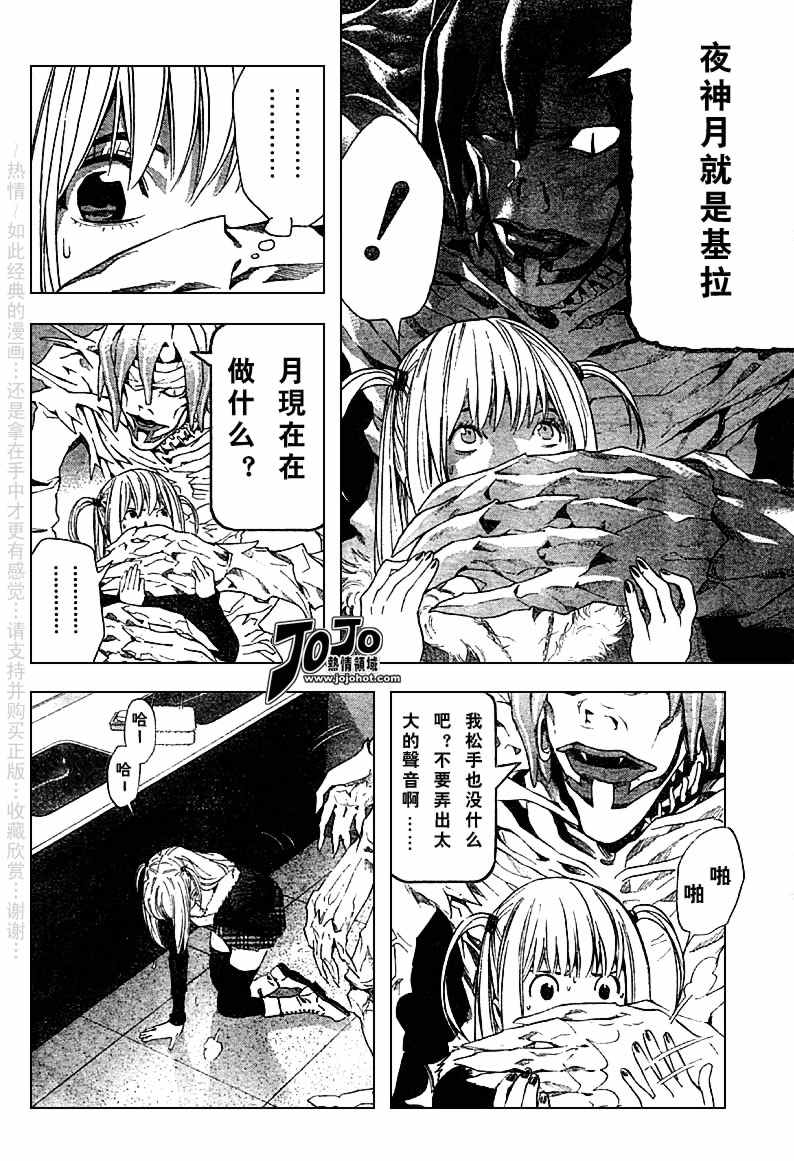 夜神月就是基拉
！
………
………
月現在在
做什么？
………
………
我松手也没什么
吧？不要弄出太
大的聲音啊……
啪
啪
哈ー
哈ー
JOJO
熱情領域
www.jojohot.com
~热情/如此经典的漫画…还是拿在手中才更有感觉…请支持并购买正版…收藏欣赏…谢谢…